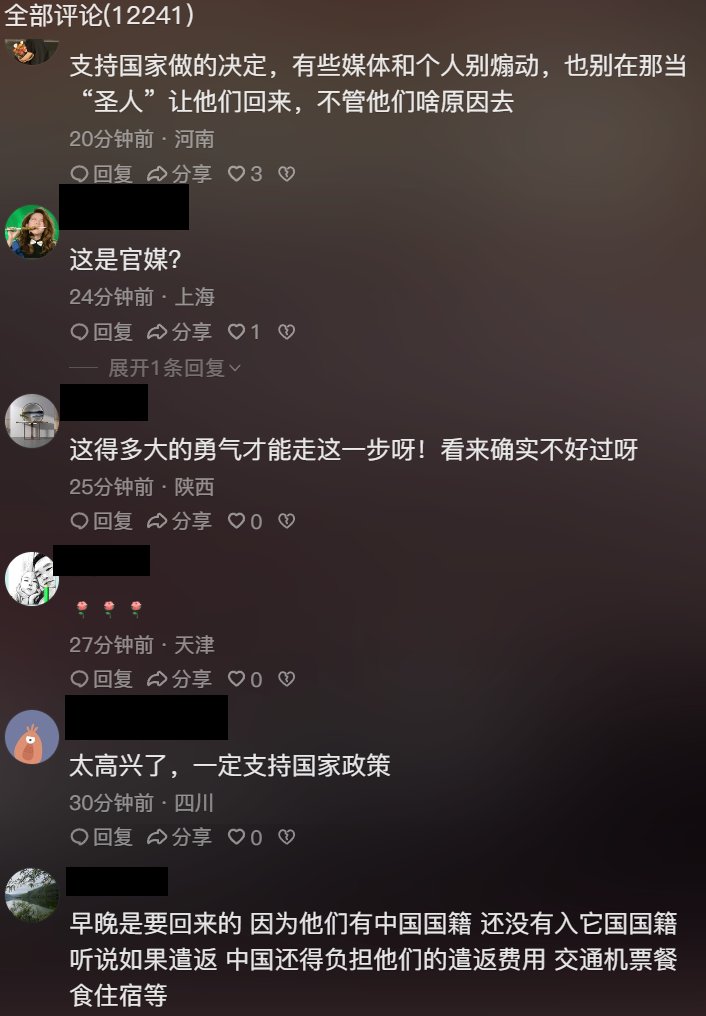 全部评论(12241)
支持国家做的决定，有些媒体和个人别煽动，也别在那当
“圣人”让他们回来，不管他们啥原因去
20分钟前 · 河南
回复 分享 3
这是官媒？
24分钟前 · 上海
回复 分享 1
展开1条回复
这得多大的勇气才能走这一步呀！看来确实不好过呀
25分钟前 · 陕西
回复 分享 0
🌹🌹🌹
27分钟前 · 天津
回复 分享 0
太高兴了，一定支持国家政策
30分钟前 · 四川
回复 分享 0
早晚是要回来的 因为他们有中国国籍 还没有入它国国籍
听说如果遣返 中国还得负担他们的遣返费用 交通机票餐
食住宿等